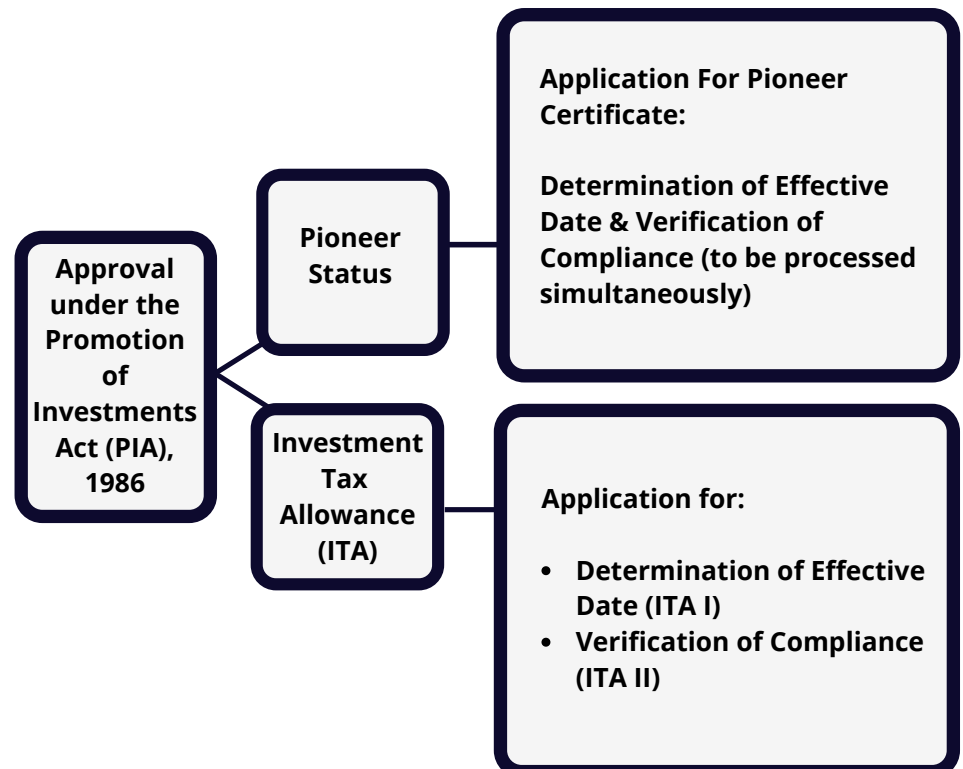 Approval
under the
Promotion
of
Investments
Act (PIA),
1986
Pioneer
Status
Application For Pioneer
Certificate:
Determination of Effective
Date & Verification of
Compliance (to be processed
simultaneously)
Investment
Tax
Allowance
(ITA)
Application for:
• Determination of Effective
Date (ITA I)
• Verification of Compliance
(ITA II)